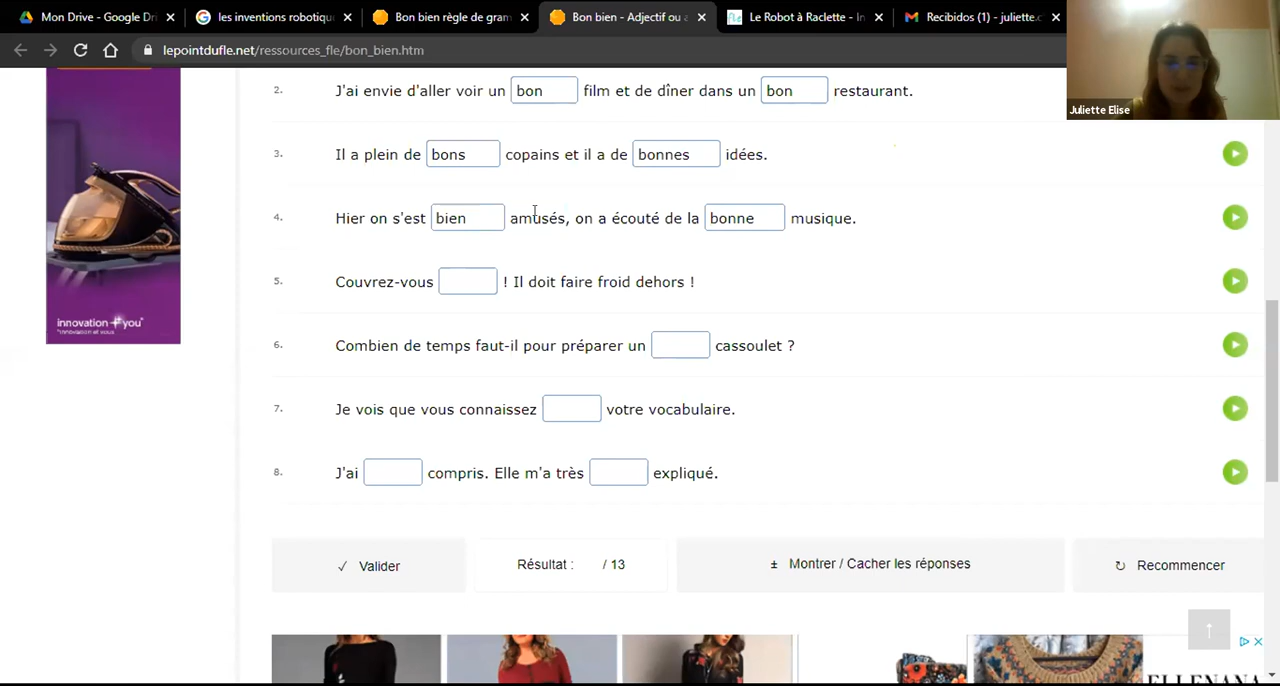 Mon Drive - Google Dri
les inventions robotiqu
Bon bien règle de gram
Bon bien - Adjectif ou a
Le Robot à Raclette - In
Recibidos (1) - juliette.c
lepointdufle.net/ressources_fle/bon_bien.htm
Juliette Elise
2. J'ai envie d'aller voir un bon film et de dîner dans un bon restaurant.
3. Il a plein de bons copains et il a de bonnes idées.
4. Hier on s'est bien amusés, on a écouté de la bonne musique.
5. Couvrez-vous ! Il doit faire froid dehors !
6. Combien de temps faut-il pour préparer un cassoulet ?
7. Je vois que vous connaissez votre vocabulaire.
8. J'ai compris. Elle m'a très expliqué.
innovation+you
✓ Valider
Résultat : / 13
± Montrer / Cacher les réponses
↻ Recommencer
ELLENANA